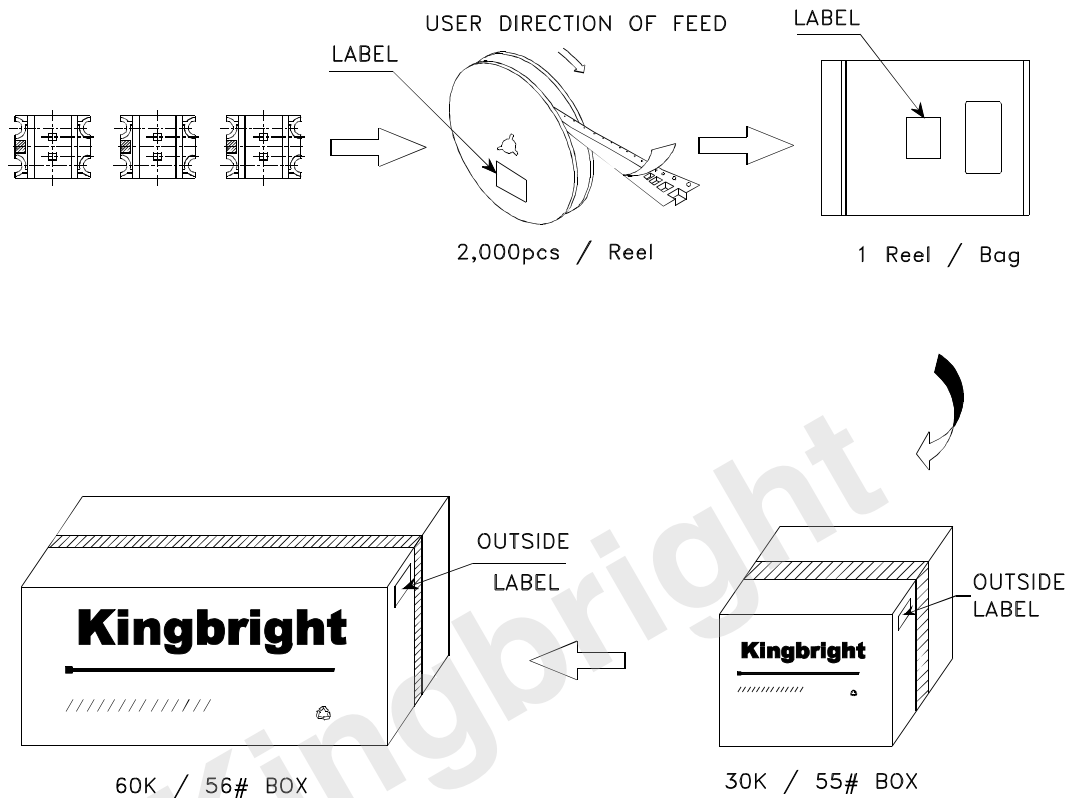 USER DIRECTION OF FEED
LABEL
LABEL
2,000pcs / Reel
1 Reel / Bag
OUTSIDE
LABEL
Kingbright
60K / 56# BOX
OUTSIDE
LABEL
Kingbright
30K / 55# BOX
Kingbright